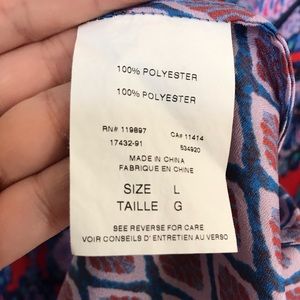 100% POLYESTER
100% POLYESTER
RN# 119897 CA# 11414
17432-91 534920
MADE IN CHINA
FABRIQUE EN CHINE
SIZE L
TAILLE G
SEE REVERSE FOR CARE
VOIR CONSEILS D'ENTRETIEN AU VERSO